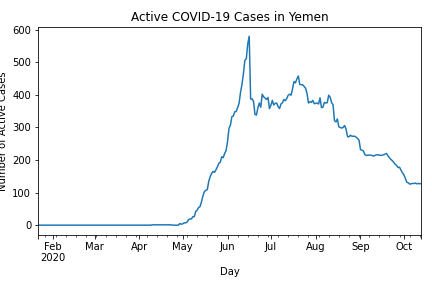 Active COVID-19 Cases in Yemen
Number of Active Cases
600
500
400
300
200
100
0
Feb
2020
Mar
Apr
May
Jun
Jul
Aug
Sep
Oct
Day